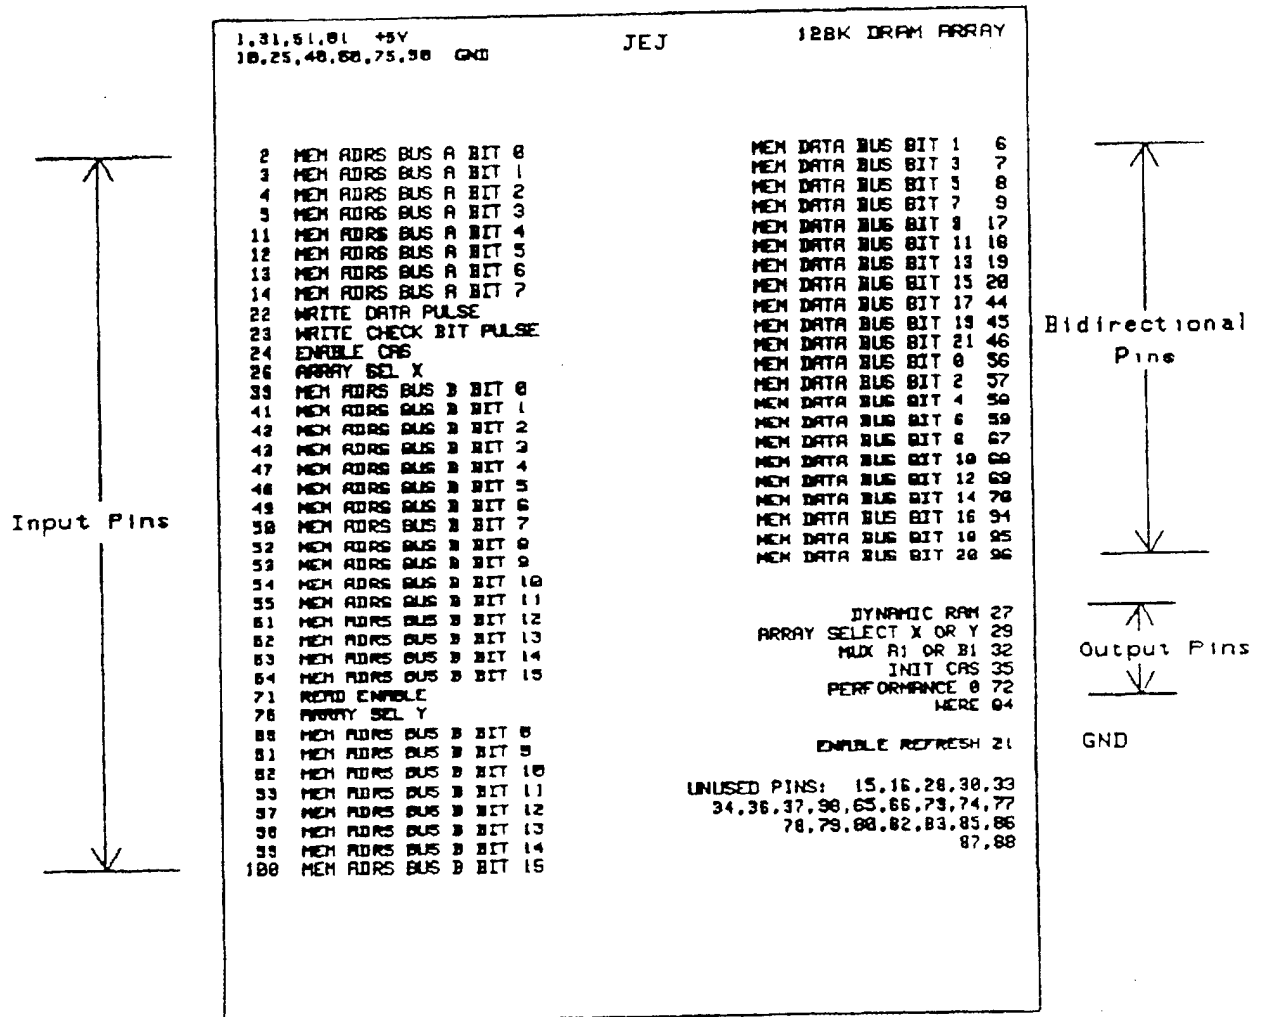 1,31,51,81 +5V
10,25,40,60,75,90 GND
JEJ
128K DRAM ARRAY
2 MEM ADRS BUS A BIT 0
3 MEM ADRS BUS A BIT 1
4 MEM ADRS BUS A BIT 2
5 MEM ADRS BUS A BIT 3
11 MEM ADRS BUS A BIT 4
12 MEM ADRS BUS A BIT 5
13 MEM ADRS BUS A BIT 6
14 MEM ADRS BUS A BIT 7
22 WRITE DATA PULSE
23 WRITE CHECK BIT PULSE
24 ENABLE CAS
26 ARRAY SEL X
39 MEM ADRS BUS B BIT 0
41 MEM ADRS BUS B BIT 1
42 MEM ADRS BUS B BIT 2
43 MEM ADRS BUS B BIT 3
47 MEM ADRS BUS B BIT 4
48 MEM ADRS BUS B BIT 5
49 MEM ADRS BUS B BIT 6
50 MEM ADRS BUS B BIT 7
52 MEM ADRS BUS B BIT 8
53 MEM ADRS BUS B BIT 9
54 MEM ADRS BUS B BIT 10
55 MEM ADRS BUS B BIT 11
61 MEM ADRS BUS B BIT 12
62 MEM ADRS BUS B BIT 13
63 MEM ADRS BUS B BIT 14
64 MEM ADRS BUS B BIT 15
71 READ ENABLE
76 ARRAY SEL Y
MEM ADRS BUS B BIT 8
91 MEM ADRS BUS B BIT 9
92 MEM ADRS BUS B BIT 10
93 MEM ADRS BUS B BIT 11
97 MEM ADRS BUS B BIT 12
98 MEM ADRS BUS B BIT 13
99 MEM ADRS BUS B BIT 14
100 MEM ADRS BUS B BIT 15
Input Pins
MEM DATA BUS BIT 1 6
MEM DATA BUS BIT 3 7
MEM DATA BUS BIT 5 8
MEM DATA BUS BIT 7 9
MEM DATA BUS BIT 9 17
MEM DATA BUS BIT 11 18
MEM DATA BUS BIT 13 19
MEM DATA BUS BIT 15 20
MEM DATA BUS BIT 17 44
MEM DATA BUS BIT 19 45
MEM DATA BUS BIT 21 46
MEM DATA BUS BIT 0 56
MEM DATA BUS BIT 2 57
MEM DATA BUS BIT 4 58
MEM DATA BUS BIT 6 59
MEM DATA BUS BIT 8 67
MEM DATA BUS BIT 10 68
MEM DATA BUS BIT 12 69
MEM DATA BUS BIT 14 70
MEM DATA BUS BIT 16 94
MEM DATA BUS BIT 18 95
MEM DATA BUS BIT 20 96
Bidirectional
Pins
DYNAMIC RAM 27
ARRAY SELECT X OR Y 29
MUX A1 OR B1 32
INIT CAS 35
PERFORMANCE 0 72
HERE 84
Output Pins
ENABLE REFRESH 21
GND
UNUSED PINS: 15,16,28,30,33
34,36,37,98,65,66,73,74,77
78,79,80,82,83,85,86
87,88